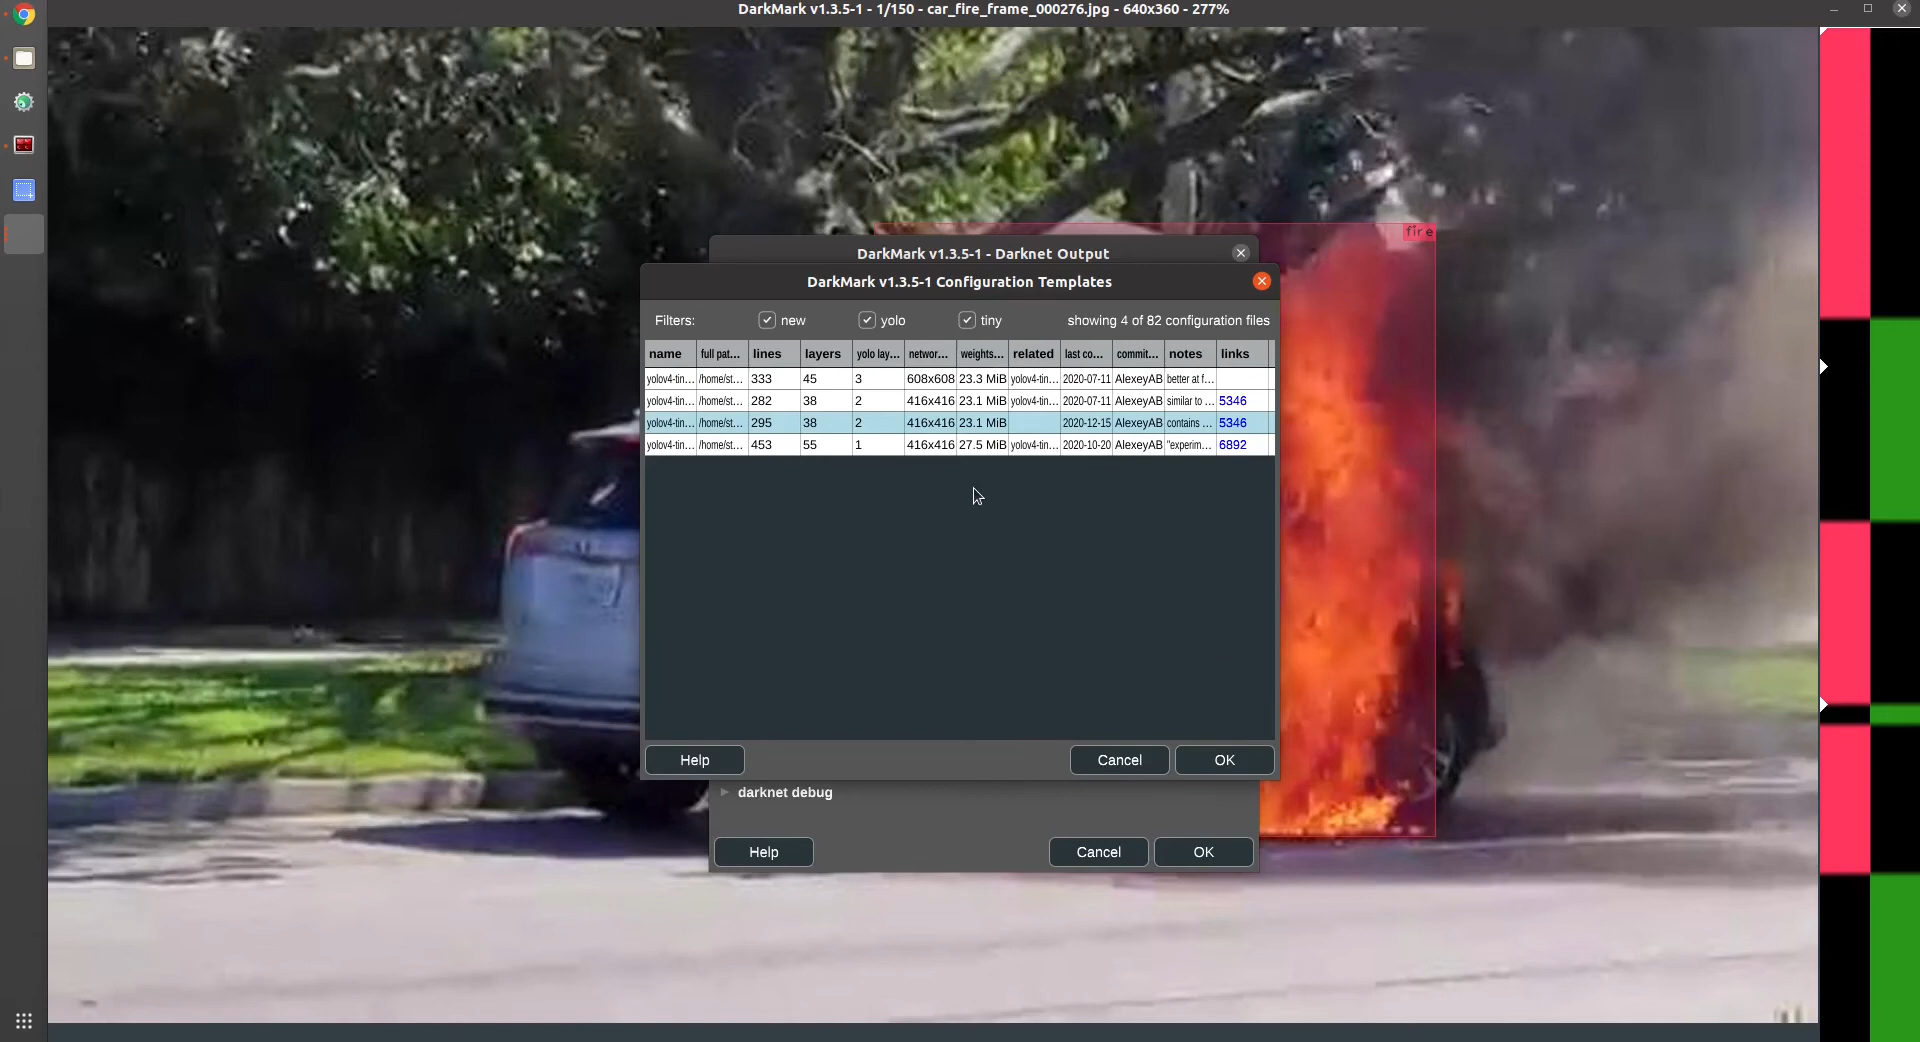 DarkMark v1.3.5-1 - 1/150 - car_fire_frame_000276.jpg - 640x360 - 277%
fire
DarkMark v1.3.5-1 - Darknet Output
DarkMark v1.3.5-1 Configuration Templates
Filters: new yolo tiny showing 4 of 82 configuration files
name full pat... lines layers yolo lay... networ... weights... related last co... commit... notes links
yolov4-tin... /home/st... 333 45 3 608x608 23.3 MiB yolov4-tin... 2020-07-11 AlexeyAB better at f...
yolov4-tin... /home/st... 282 38 2 416x416 23.1 MiB yolov4-tin... 2020-07-11 AlexeyAB similar to ... 5346
yolov4-tin... /home/st... 295 38 2 416x416 23.1 MiB 2020-12-15 AlexeyAB contains ... 5346
yolov4-tin... /home/st... 453 55 1 416x416 27.5 MiB yolov4-tin... 2020-10-20 AlexeyAB "experim... 6892
Help Cancel OK
darknet debug
Help Cancel OK